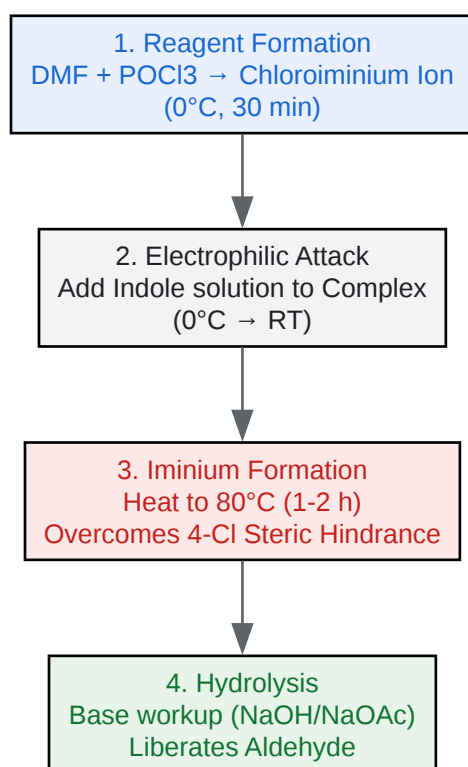 1. Reagent Formation
DMF + POCl3 → Chloroiminium Ion
(0°C, 30 min)
2. Electrophilic Attack
Add Indole solution to Complex
(0°C → RT)
3. Iminium Formation
Heat to 80°C (1-2 h)
Overcomes 4-Cl Steric Hindrance
4. Hydrolysis
Base workup (NaOH/NaOAc)
Liberates Aldehyde